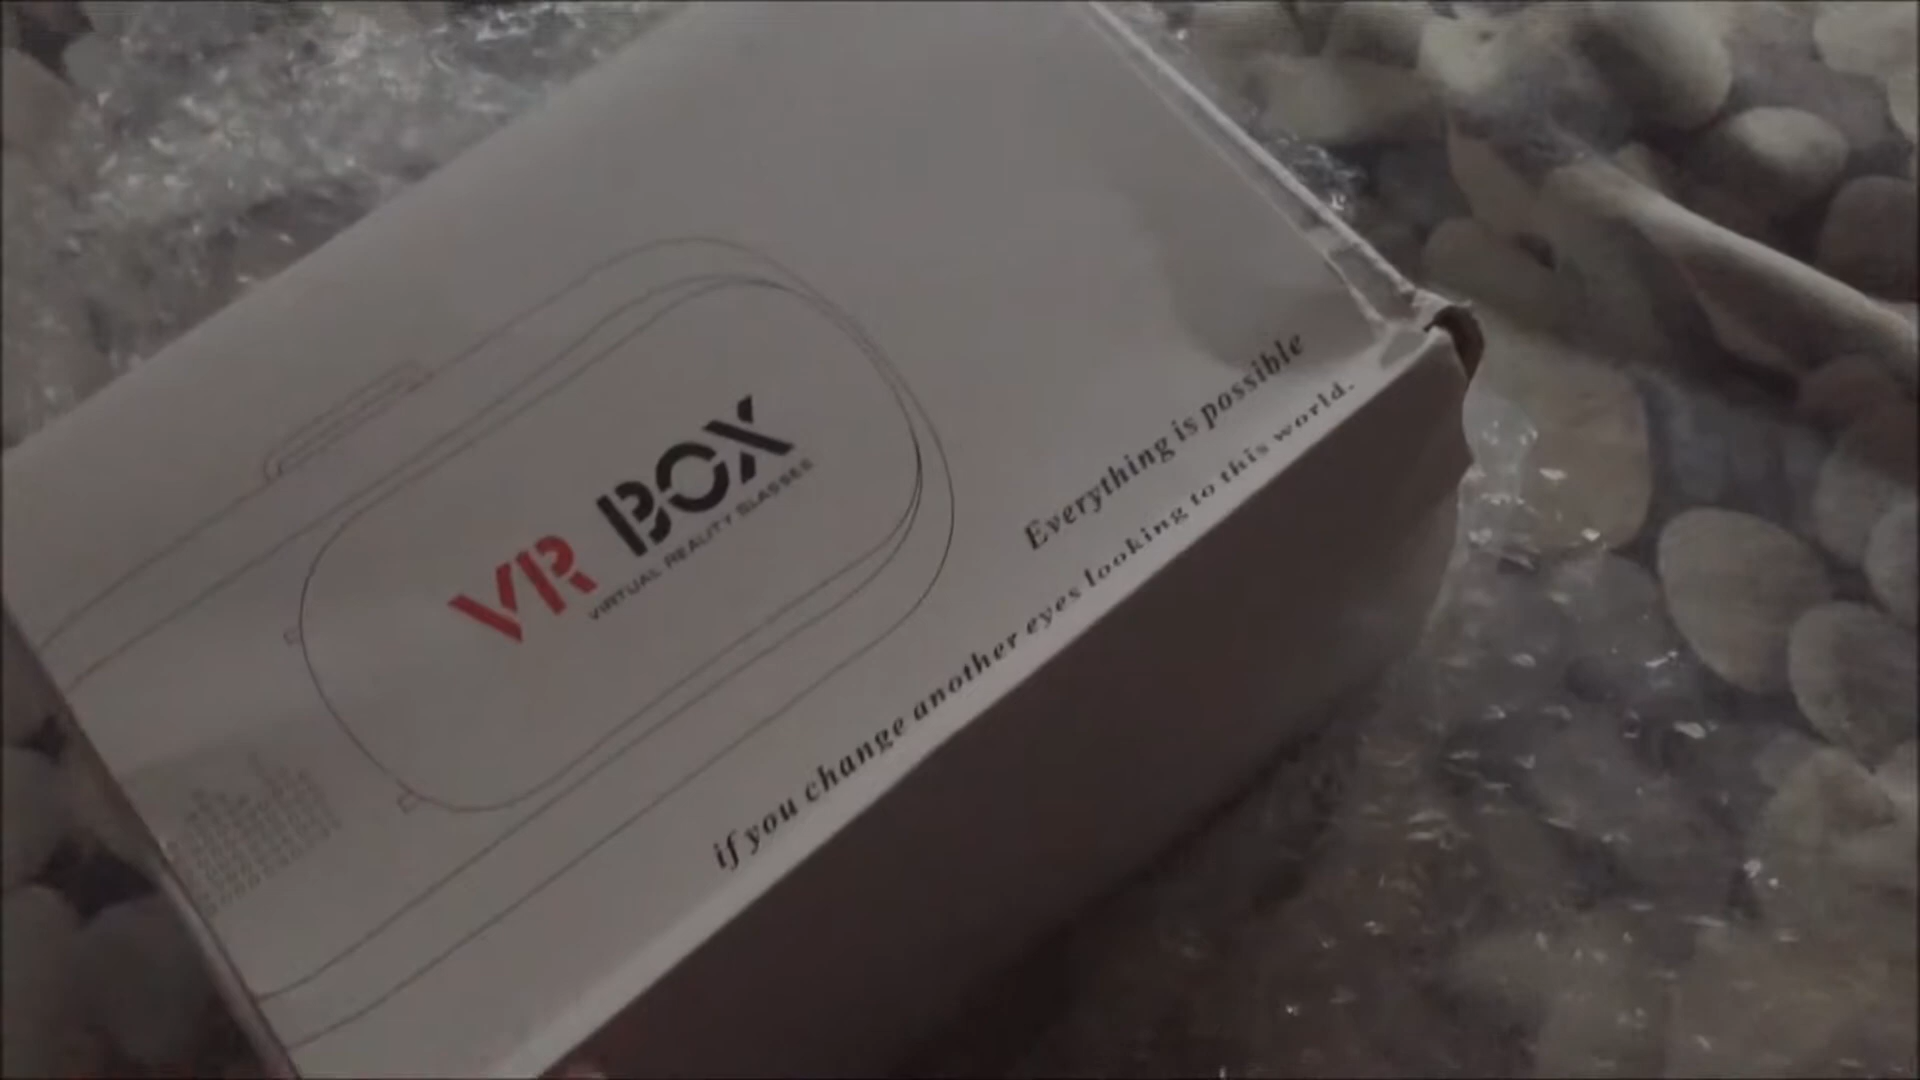 VR BOX
VIRTUAL REALITY GLASSES
Everything is possible
if you change another eyes looking to this world.